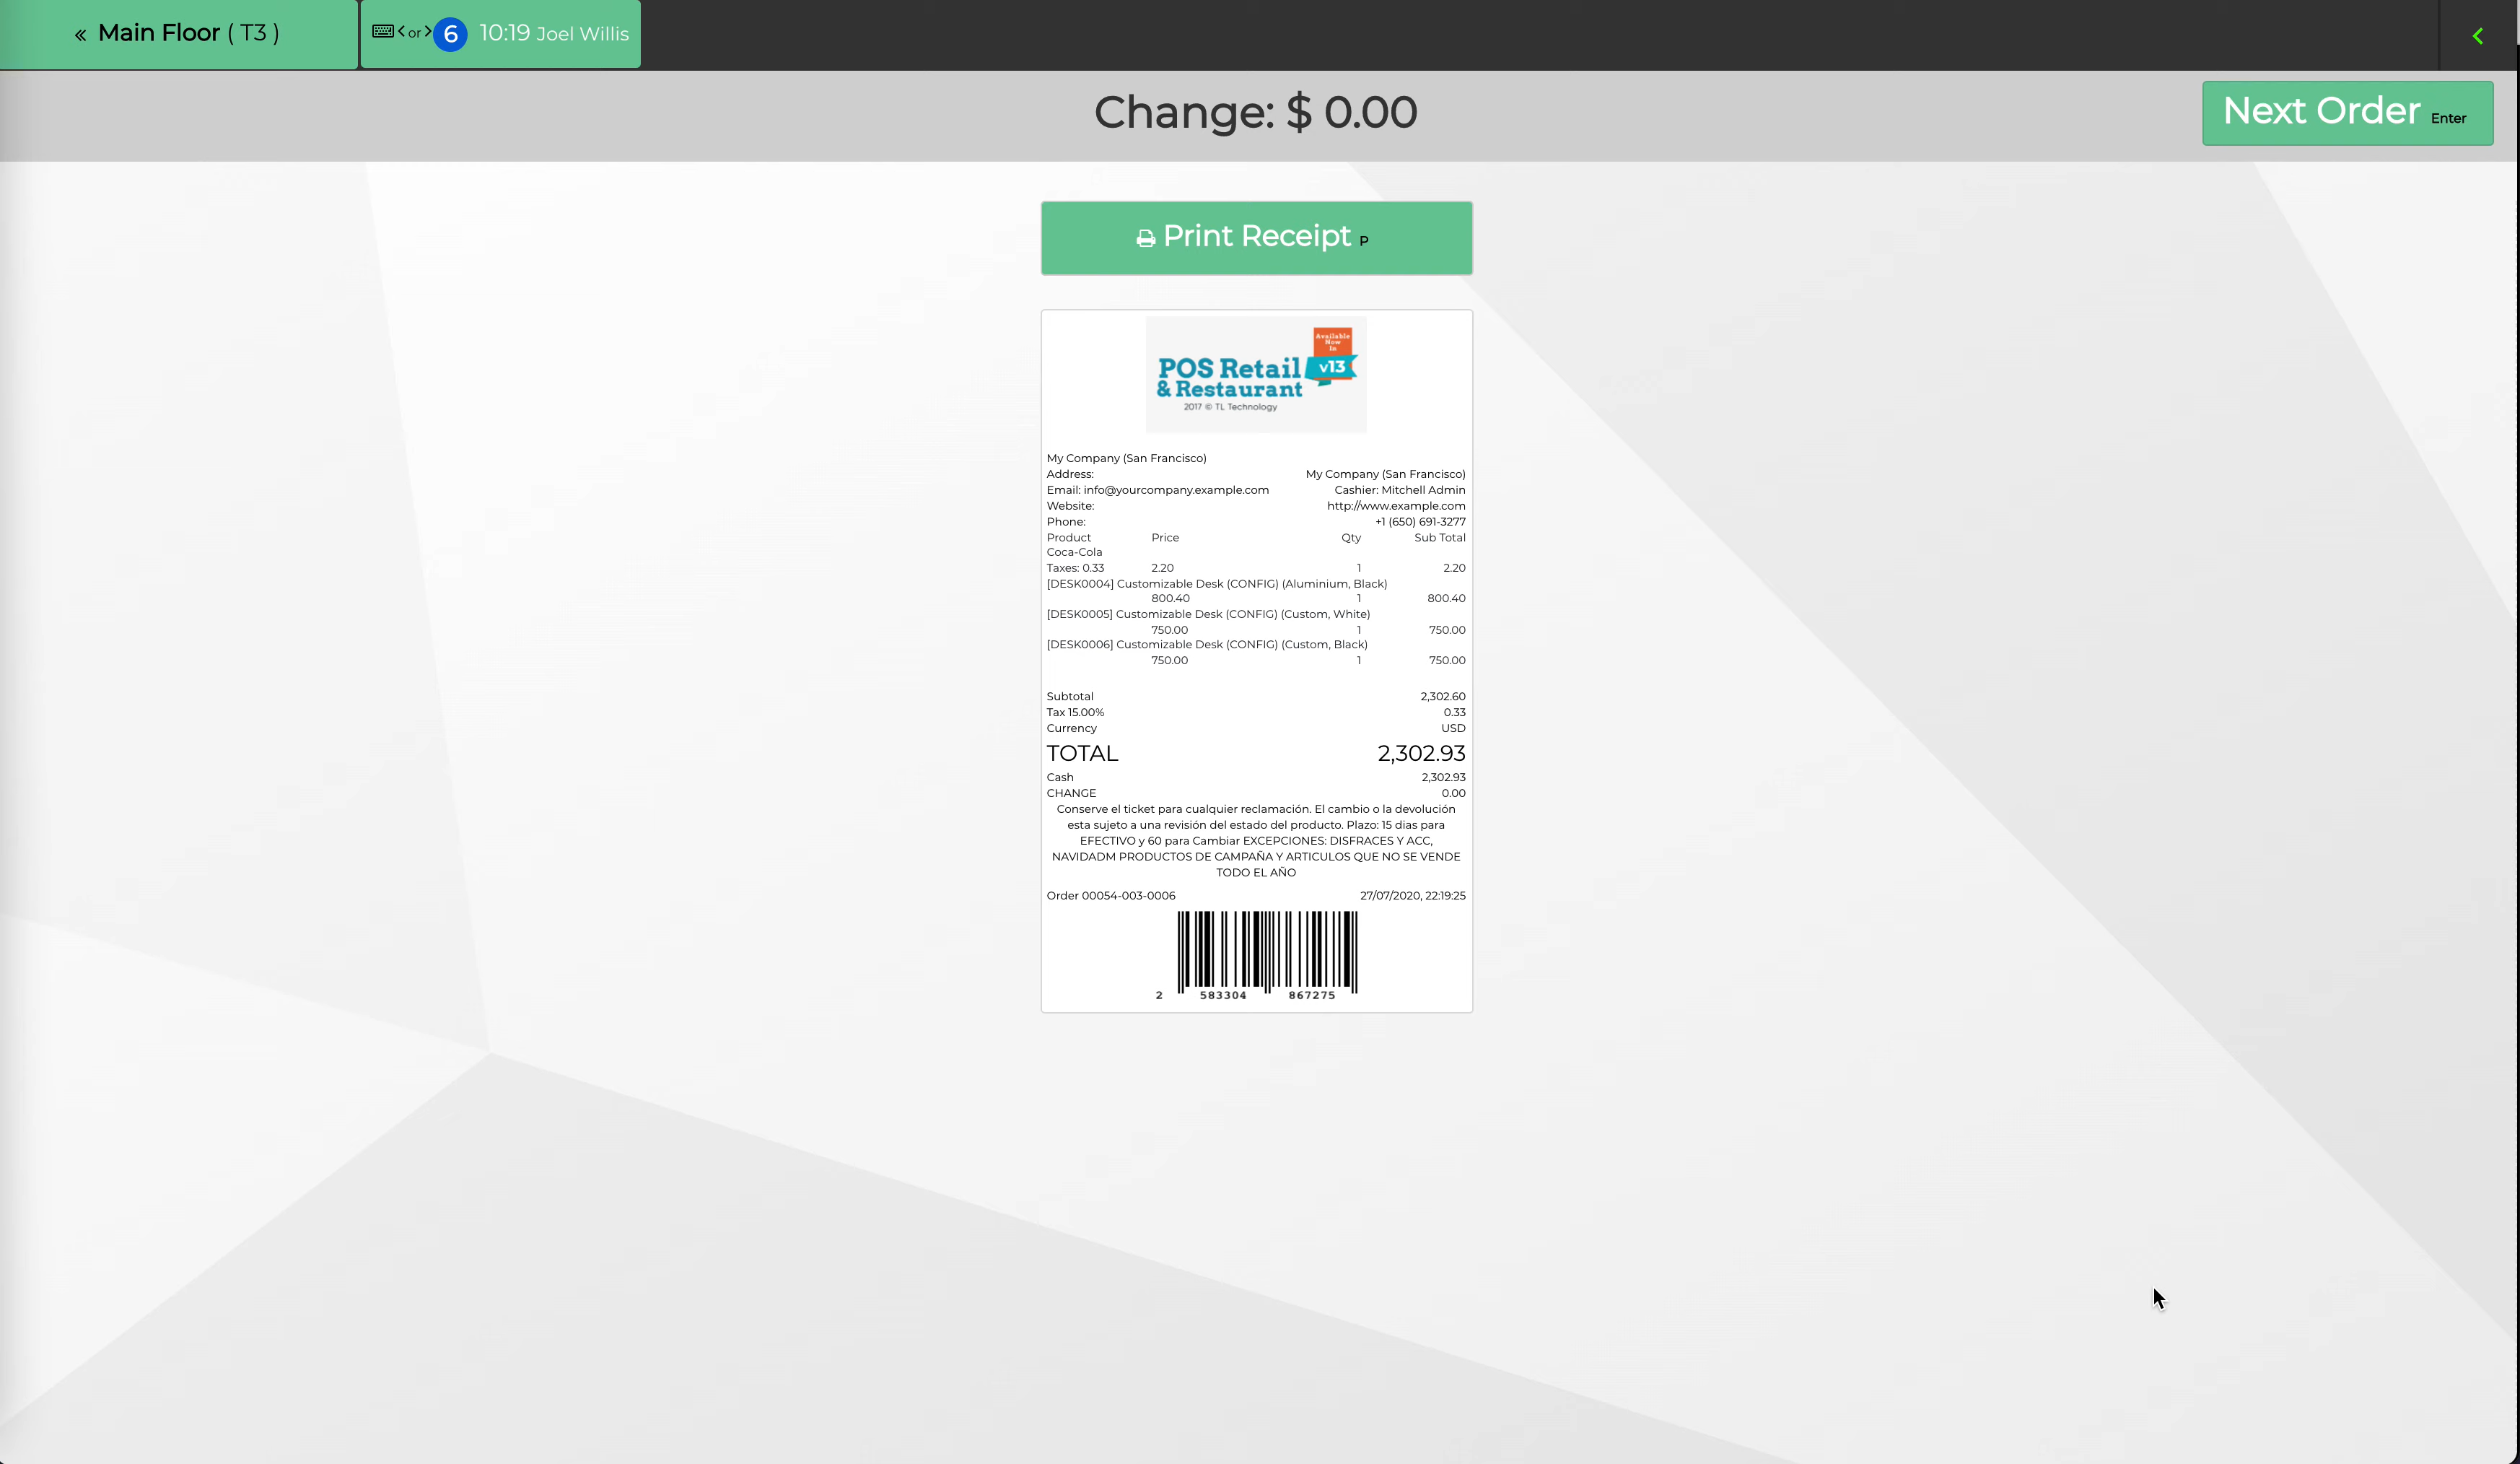 « Main Floor ( T3 )
< or > 6 10:19 Joel Willis
Change: $ 0.00
Next Order Enter
Print Receipt P
Available
Now
In
v13
POS Retail
& Restaurant
2017 © TL Technology
My Company (San Francisco)
Address: My Company (San Francisco)
Email: info@yourcompany.example.com Cashier: Mitchell Admin
Website: http://www.example.com
Phone: +1 (650) 691-3277
Product Price Qty Sub Total
Coca-Cola
Taxes: 0.33 2.20 1 2.20
[DESK0004] Customizable Desk (CONFIG) (Aluminium, Black)
800.40 1 800.40
[DESK0005] Customizable Desk (CONFIG) (Custom, White)
750.00 1 750.00
[DESK0006] Customizable Desk (CONFIG) (Custom, Black)
750.00 1 750.00
Subtotal 2,302.60
Tax 15.00% 0.33
Currency USD
TOTAL 2,302.93
Cash 2,302.93
CHANGE 0.00
Conserve el ticket para cualquier reclamación. El cambio o la devolución
esta sujeto a una revisión del estado del producto. Plazo: 15 dias para
EFECTIVO y 60 para Cambiar EXCEPCIONES: DISFRACES Y ACC,
NAVIDADM PRODUCTOS DE CAMPAÑA Y ARTICULOS QUE NO SE VENDE
TODO EL AÑO
Order 00054-003-0006 27/07/2020, 22:19:25
2 583304 867275